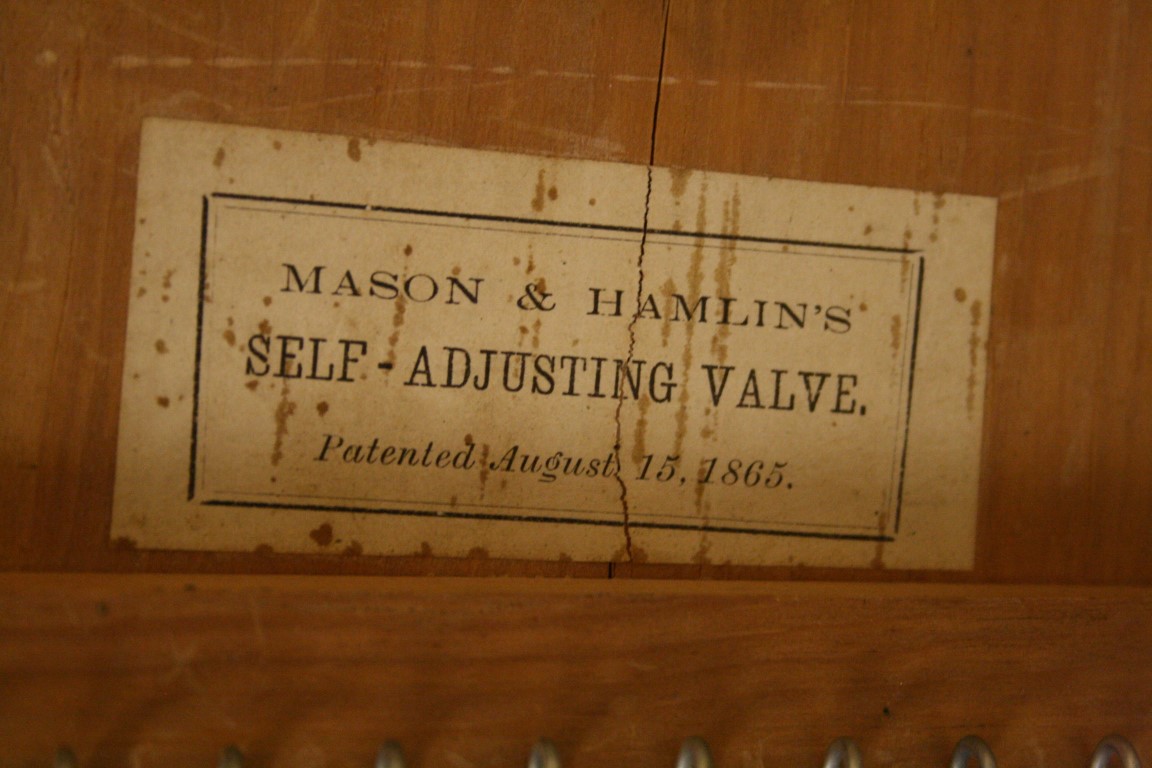 MASON & HAMLIN'S
SELF-ADJUSTING VALVE.
Patented August 15, 1865.